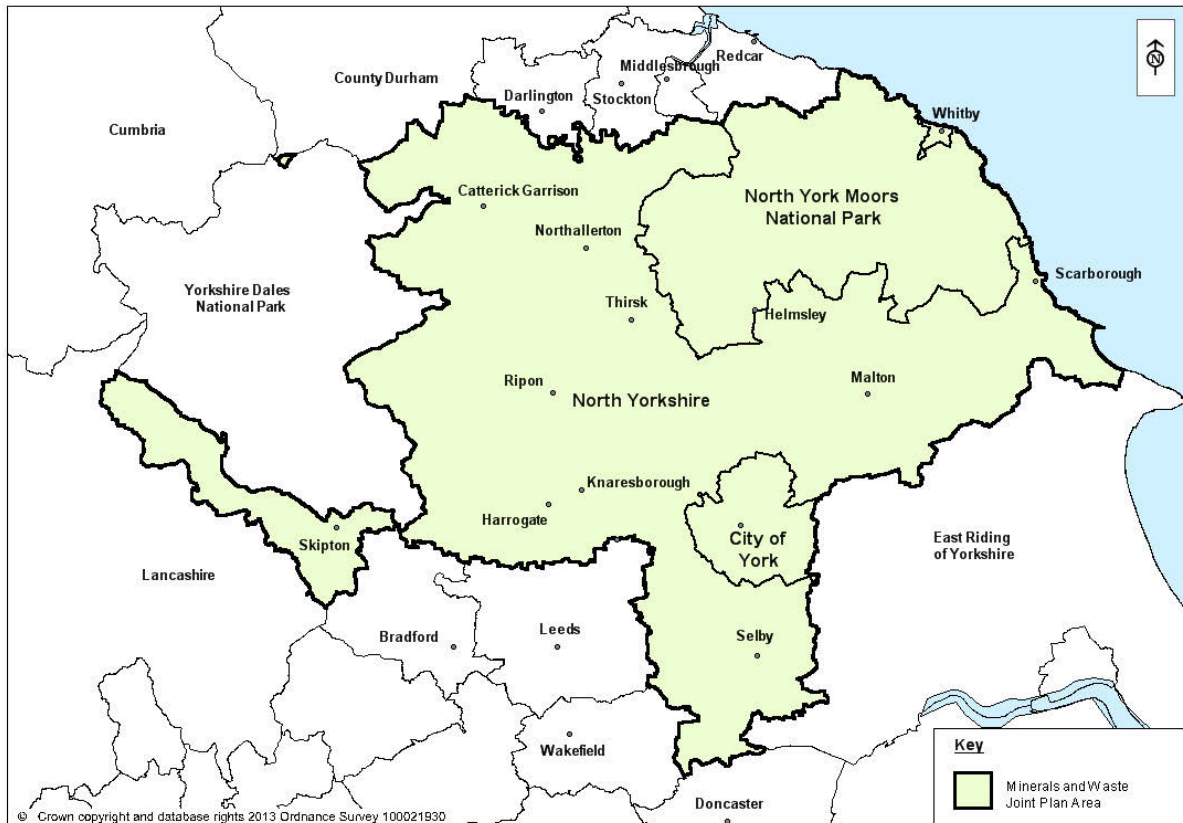 Redcar
N
Middlesbrough
County Durham
Darlington
Stockton
Whitby
Cumbria
Catterick Garrison
North York Moors
National Park
Northallerton
Scarborough
Yorkshire Dales
National Park
Thirsk
Helmsley
Ripon
North Yorkshire
Malton
Knaresborough
Harrogate
City of
York
East Riding
of Yorkshire
Skipton
Lancashire
Bradford
Leeds
Selby
Wakefield
Key
Minerals and Waste
Joint Plan Area
Doncaster
© Crown copyright and database rights 2013 Ordnance Survey 100021930